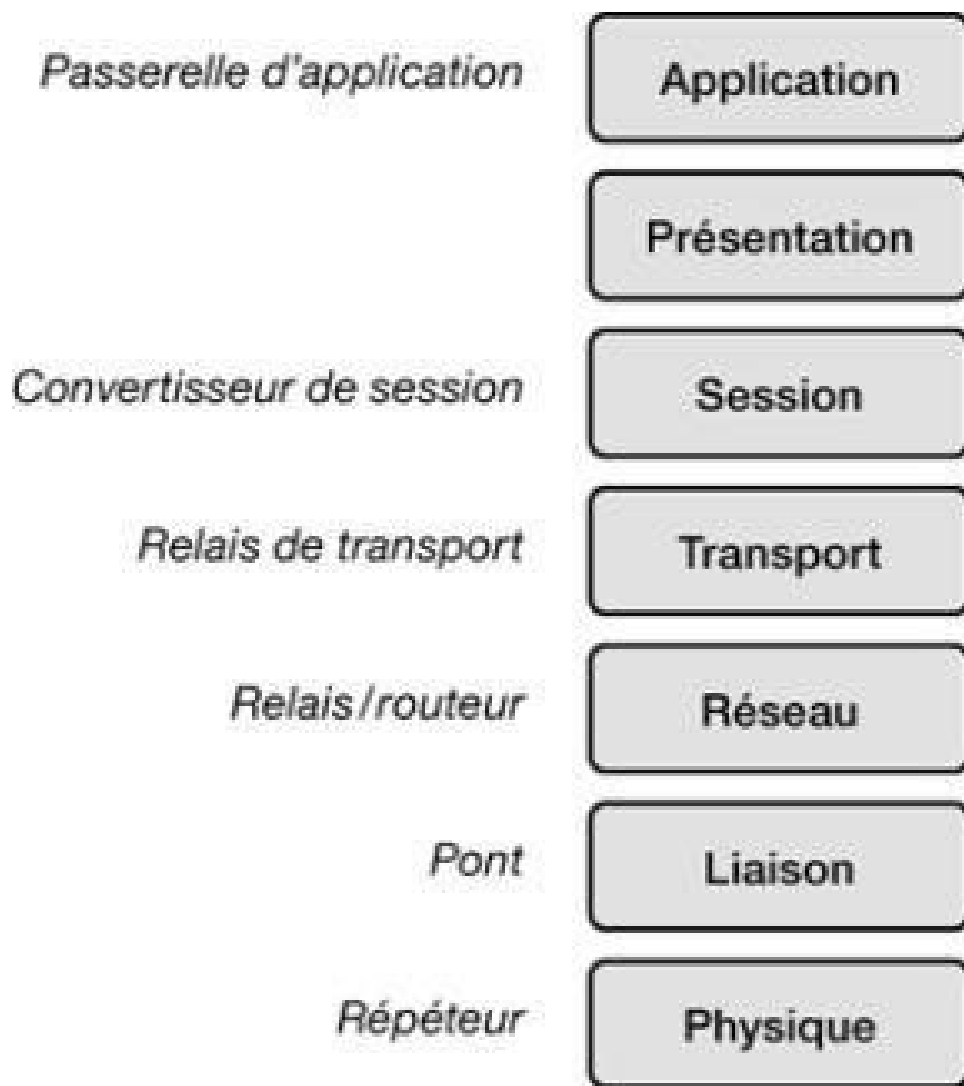 Passerelle d'application
Application
Présentation
Convertisseur de session
Session
Relais de transport
Transport
Relais/routeur
Réseau
Pont
Liaison
Répéteur
Physique